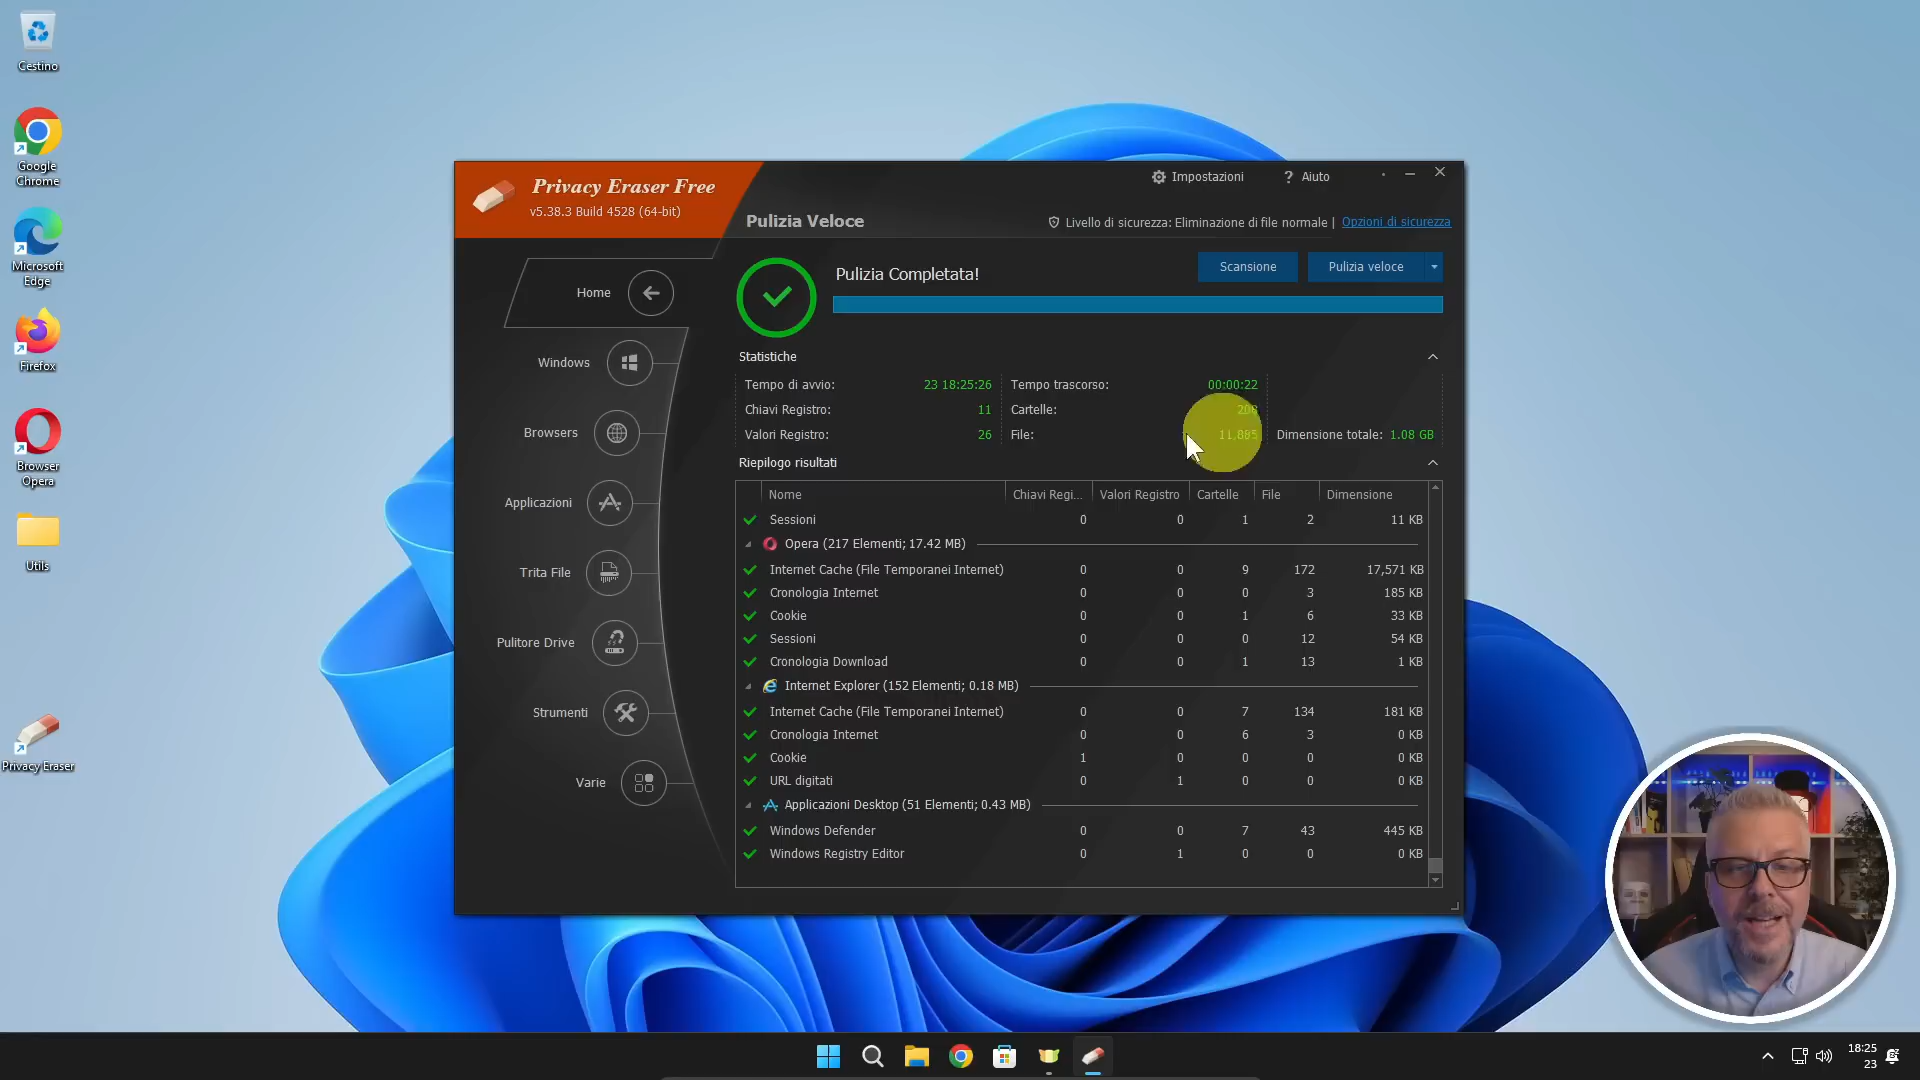 Cestino
Google
Chrome
Microsoft
Edge
Firefox
Browser
Opera
Utils
Privacy Eraser
Privacy Eraser Free
v5.38.3 Build 4528 (64-bit)
Impostazioni
? Aiuto
Pulizia Veloce
Livello di sicurezza: Eliminazione di file normale | Opzioni di sicurezza
Home
Windows
Browsers
Applicazioni
Trita File
Pulitore Drive
Strumenti
Varie
Pulizia Completata!
Scansione
Pulizia veloce
Statistiche
Tempo di avvio: 23 18:25:26 Tempo trascorso: 00:00:22
Chiavi Registro: 11 Cartelle:
Valori Registro: 26 File: Dimensione totale: 1.08 GB
Riepilogo risultati
Nome Chiavi Regi... Valori Registro Cartelle File Dimensione
Sessioni 0 0 1 2 11 KB
Opera (217 Elementi; 17.42 MB)
Internet Cache (File Temporanei Internet) 0 0 9 172 17,571 KB
Cronologia Internet 0 0 0 3 185 KB
Cookie 0 0 1 6 33 KB
Sessioni 0 0 0 12 54 KB
Cronologia Download 0 0 1 13 1 KB
Internet Explorer (152 Elementi; 0.18 MB)
Internet Cache (File Temporanei Internet) 0 0 7 134 181 KB
Cronologia Internet 0 0 6 3 0 KB
Cookie 1 0 0 0 0 KB
URL digitati 0 1 0 0 0 KB
Applicazioni Desktop (51 Elementi; 0.43 MB)
Windows Defender 0 0 7 43 445 KB
Windows Registry Editor 0 1 0 0 0 KB
18:25
23